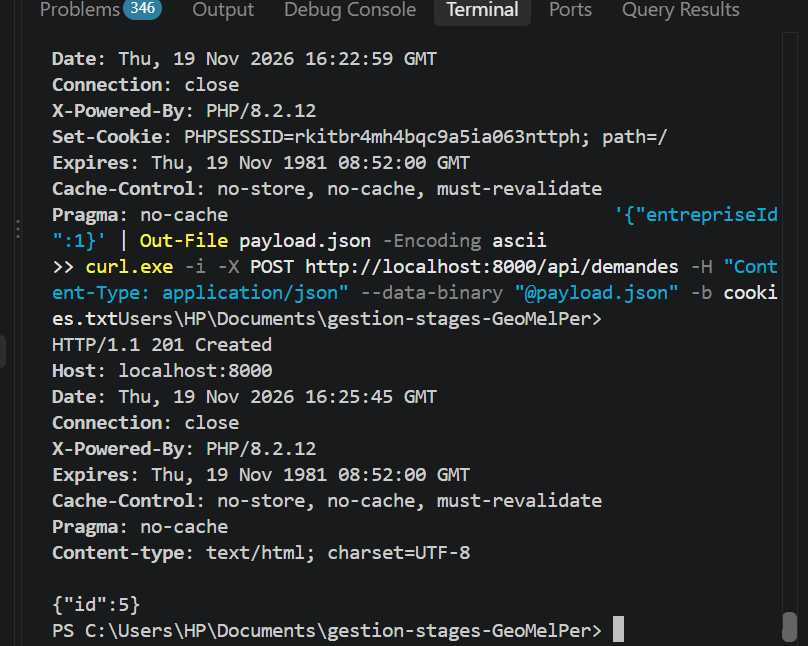 Problems 346 Output Debug Console Terminal Ports Query Results
Date: Thu, 19 Nov 2026 16:22:59 GMT
Connection: close
X-Powered-By: PHP/8.2.12
Set-Cookie: PHPSESSID=rkitbr4mh4bqc9a5ia063nttph; path=/
Expires: Thu, 19 Nov 1981 08:52:00 GMT
Cache-Control: no-store, no-cache, must-revalidate
Pragma: no-cache '{"entrepriseId
":1}' | Out-File payload.json -Encoding ascii
>> curl.exe -i -X POST http://localhost:8000/api/demandes -H "Cont
ent-Type: application/json" --data-binary "@payload.json" -b cooki
es.txtUsers\HP\Documents\gestion-stages-GeoMelPer>
HTTP/1.1 201 Created
Host: localhost:8000
Date: Thu, 19 Nov 2026 16:25:45 GMT
Connection: close
X-Powered-By: PHP/8.2.12
Expires: Thu, 19 Nov 1981 08:52:00 GMT
Cache-Control: no-store, no-cache, must-revalidate
Pragma: no-cache
Content-type: text/html; charset=UTF-8
{"id":5}
PS C:\Users\HP\Documents\gestion-stages-GeoMelPer>